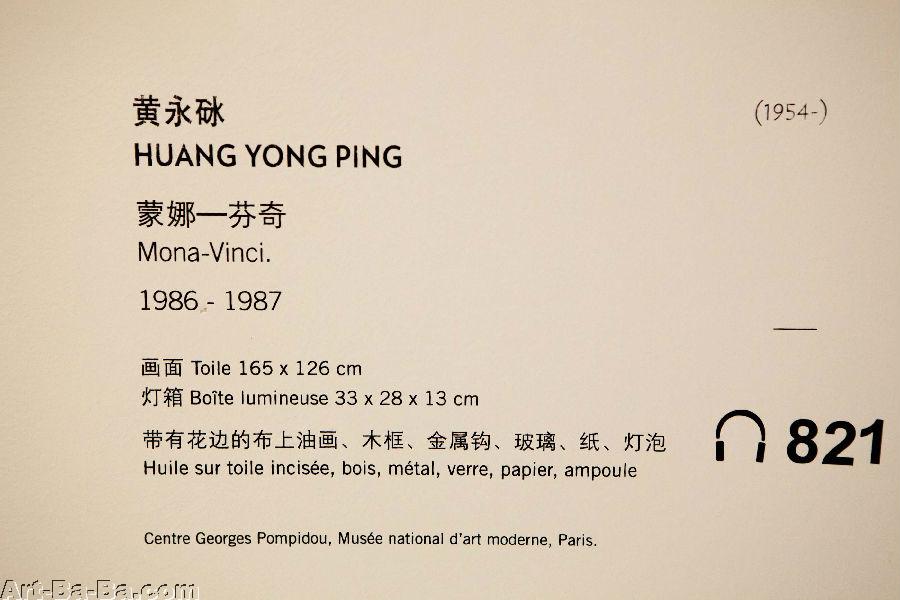 黄永砯
(1954-)
HUANG YONG PING
蒙娜—芬奇
Mona-Vinci.
1986 - 1987
画面 Toile 165 x 126 cm
灯箱 Boîte lumineuse 33 x 28 x 13 cm
带有花边的布上油画、木框、金属钩、玻璃、纸、灯泡
821
Huile sur toile incisée, bois, métal, verre, papier, ampoule
Centre Georges Pompidou, Musée national d'art moderne, Paris.
Art-Ba-Ba.com